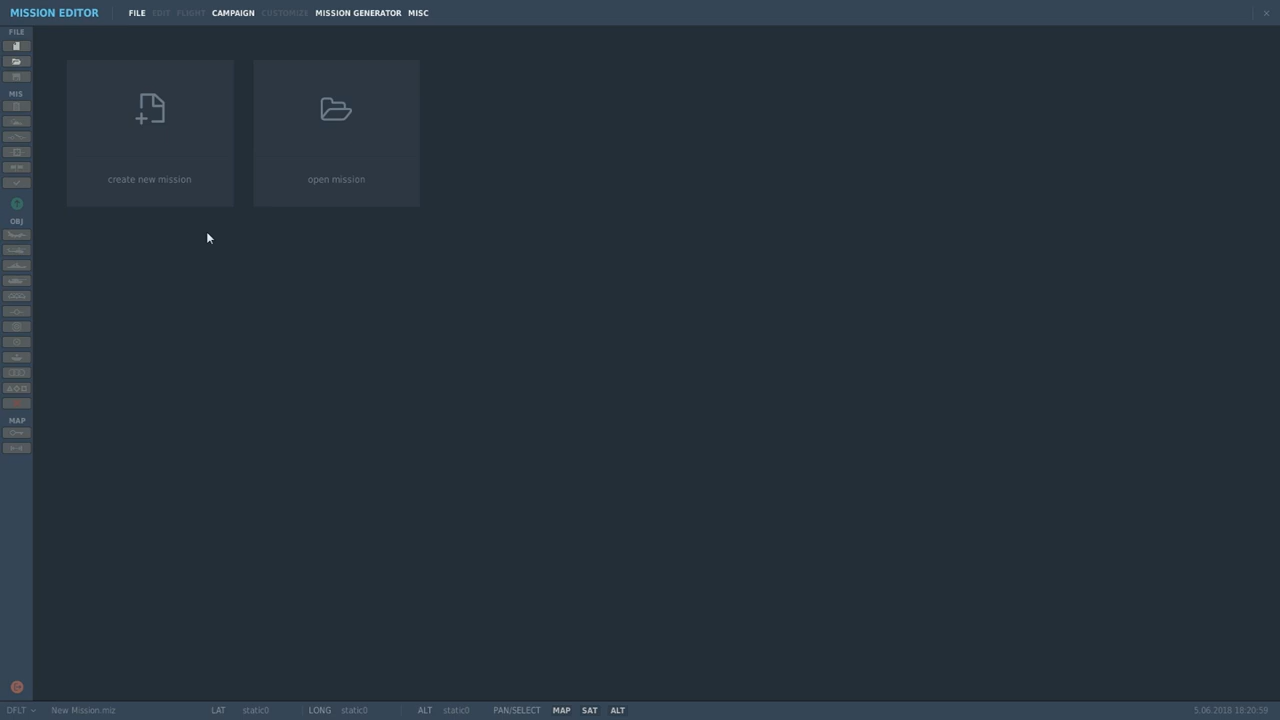 MISSION EDITOR FILE EDIT FLIGHT CAMPAIGN CUSTOMIZE MISSION GENERATOR MISC
FILE
MIS
OBJ
MAP
create new mission
open mission
DFLT New Mission.miz LAT static0 LONG static0 ALT static0 PAN/SELECT MAP SAT ALT 5.06.2018 18:20:59